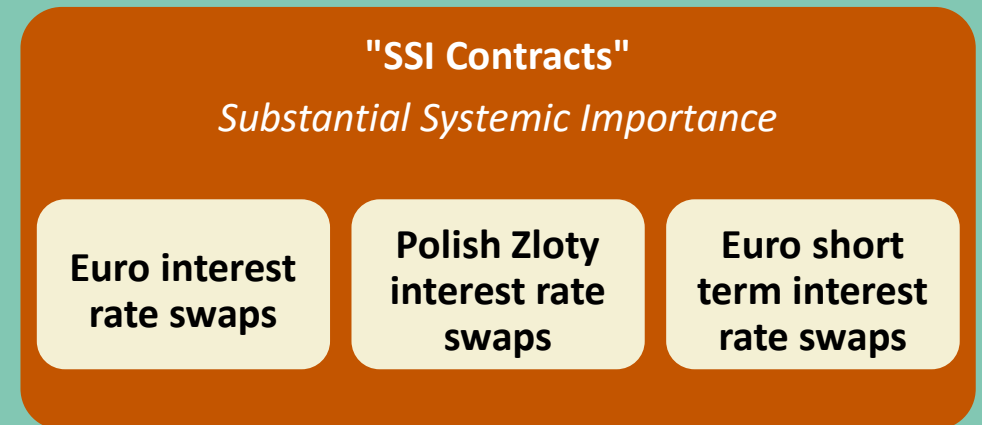 "SSI Contracts"
Substantial Systemic Importance
Euro interest
rate swaps
Polish Zloty
interest rate
swaps
Euro short
term interest
rate swaps